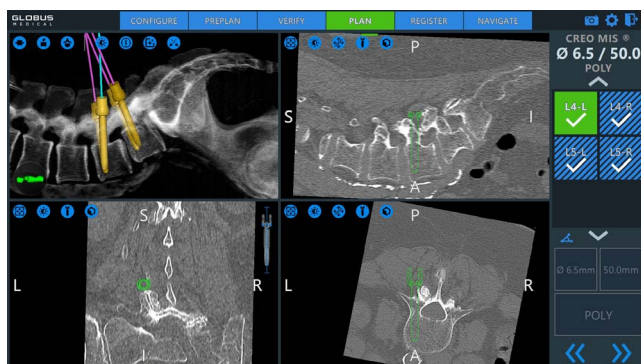 GLOBUS
MEDICAL
CONFIGURE
PREPLAN
VERIFY
PLAN
REGISTER
NAVIGATE
CREO MIS ®
Ø 6.5 / 50.0
POLY
L4-L
L4-R
L5-L
L5-R
Ø 6.5mm
50.0mm
POLY
P
S
I
A
S
L
R
I
P
L
R
A